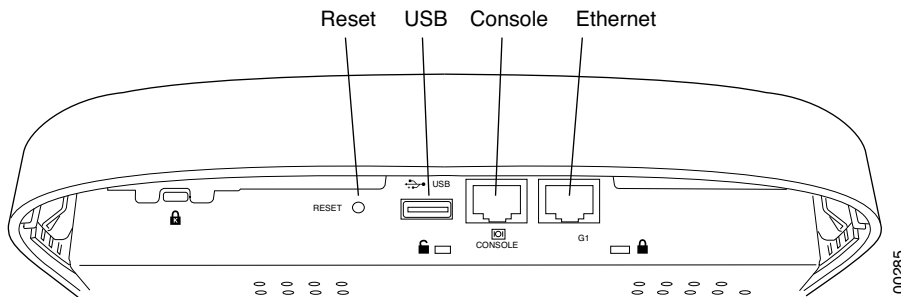 Reset USB Console Ethernet
USB
RESET
CONSOLE
G1
00285